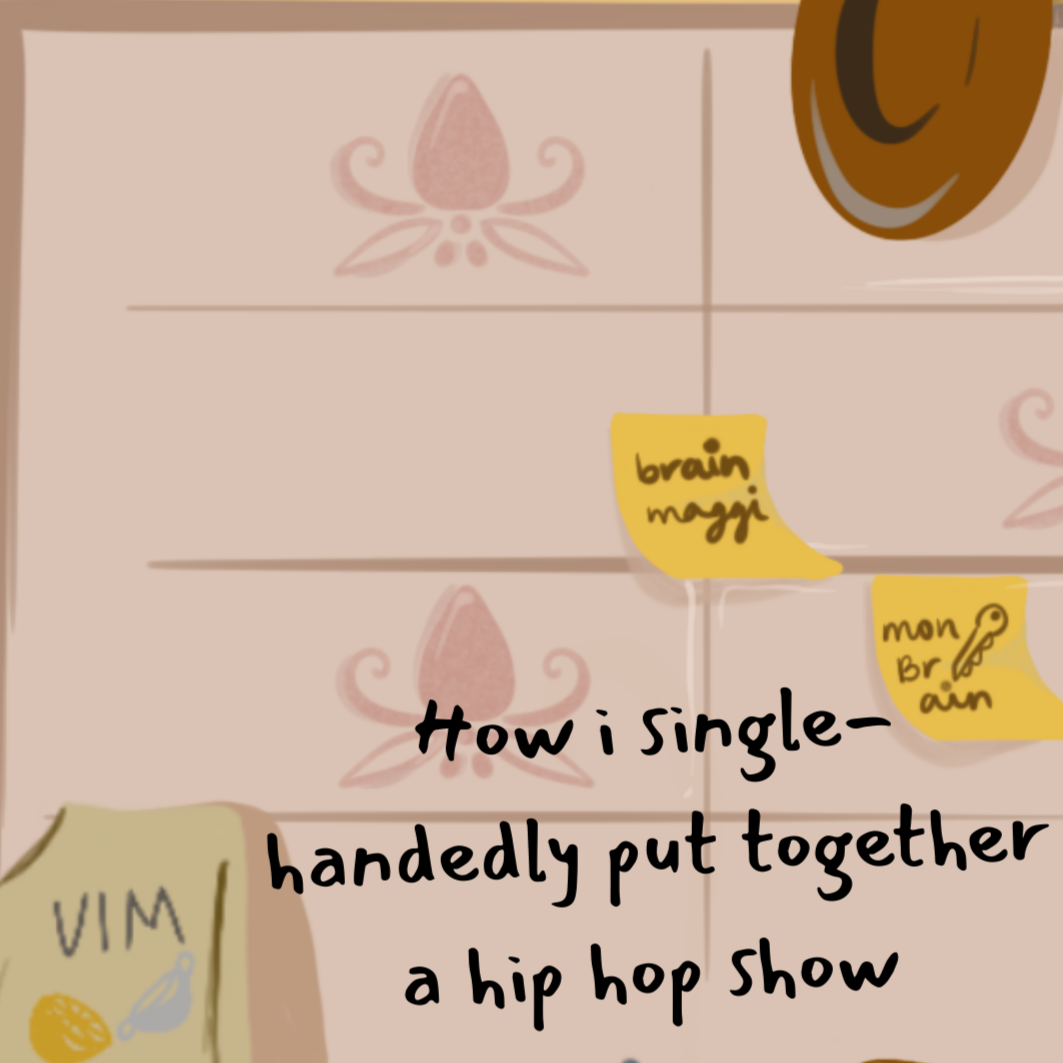 brain
maggi
mon
Br
ain
How i single-
handedly put together
a hip hop show
VIM